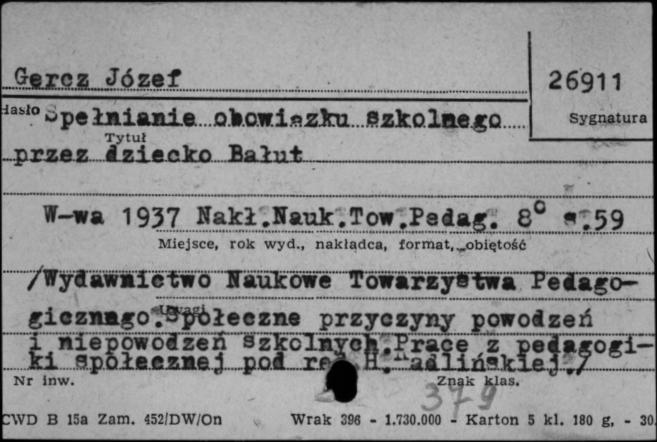 Gercz Józef
26911
Hasło
Sygnatura
Spełnianie obowiązku szkolnego
Tytuł
przez dziecko Bałut
W-wa 1937 Nakł.Nauk.Tow.Pedag. 8° s.59
Miejsce, rok wyd., nakładca, format, objętość
/Wydawnictwo Naukowe Towarzystwa Pedago-
Uwagi
gicznego.Społeczne przyczyny powodzeń
i niepowodzeń szkolnych.Prace z pedagogi-
ki społecznej pod red H. Radlińskiej./
Nr inw.
Znak klas.
379
CWD B 15a Zam. 452/DW/On
Wrak 396 - 1.730.000 - Karton 5 kl. 180 g, - 30.